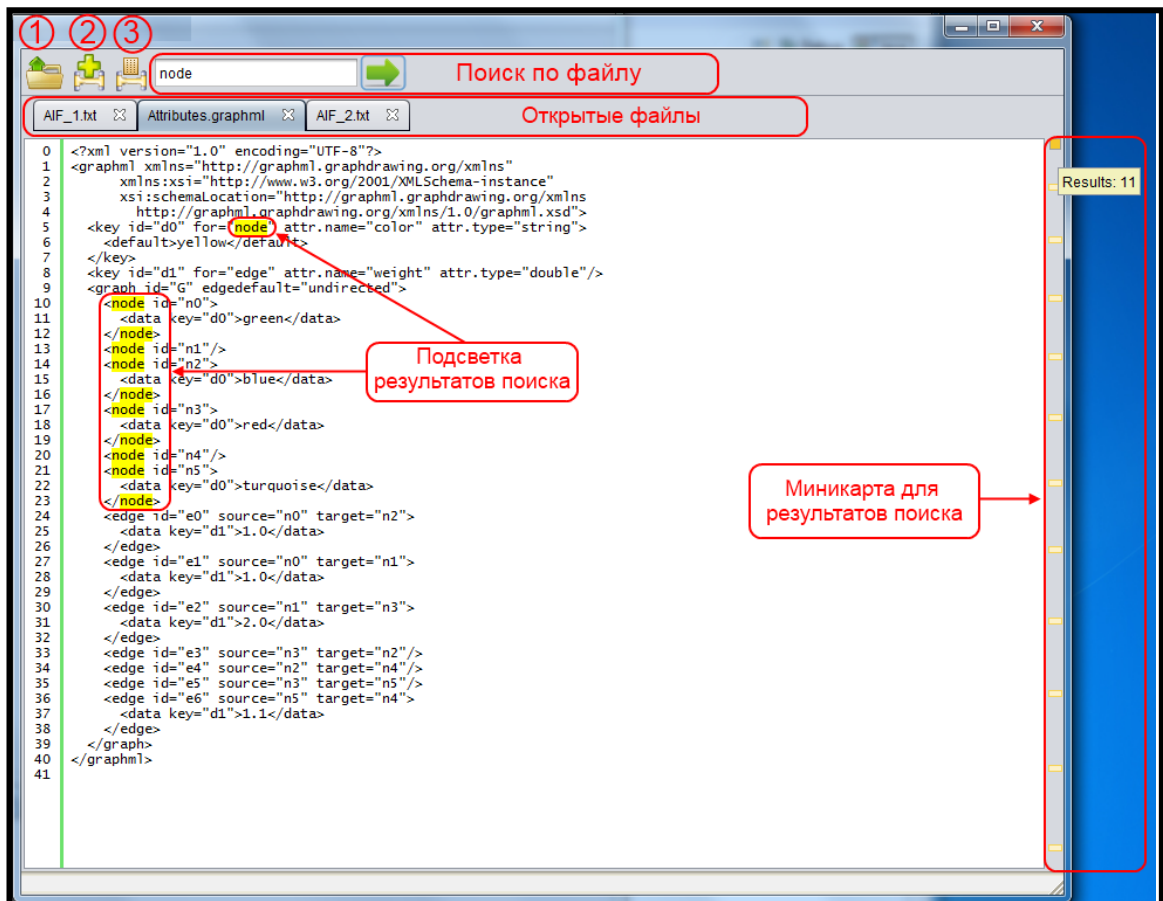 1 2 3
node
Поиск по файлу
AIF_1.txt Attributes.graphml AIF_2.txt
Открытые файлы
0 <?xml version="1.0" encoding="UTF-8"?>
1 <graphml xmlns="http://graphml.graphdrawing.org/xmlns"
2 xmlns:xsi="http://www.w3.org/2001/XMLSchema-instance"
3 xsi:schemaLocation="http://graphml.graphdrawing.org/xmlns
4 http://graphml.graphdrawing.org/xmlns/1.0/graphml.xsd">
5 <key id="d0" for="node" attr.name="color" attr.type="string">
6 <default>yellow</default>
7 </key>
8 <key id="d1" for="edge" attr.name="weight" attr.type="double"/>
9 <graph id="G" edgedefault="undirected">
10 <node id="n0">
11 <data key="d0">green</data>
12 </node>
13 <node id="n1"/>
14 <node id="n2">
15 <data key="d0">blue</data>
16 </node>
17 <node id="n3">
18 <data key="d0">red</data>
19 </node>
20 <node id="n4"/>
21 <node id="n5">
22 <data key="d0">turquoise</data>
23 </node>
24 <edge id="e0" source="n0" target="n2">
25 <data key="d1">1.0</data>
26 </edge>
27 <edge id="e1" source="n0" target="n1">
28 <data key="d1">1.0</data>
29 </edge>
30 <edge id="e2" source="n1" target="n3">
31 <data key="d1">2.0</data>
32 </edge>
33 <edge id="e3" source="n3" target="n2"/>
34 <edge id="e4" source="n2" target="n4"/>
35 <edge id="e5" source="n3" target="n5"/>
36 <edge id="e6" source="n5" target="n4">
37 <data key="d1">1.1</data>
38 </edge>
39 </graph>
40 </graphml>
41
Подсветка
результатов поиска
Results: 11
Миникарта для
результатов поиска